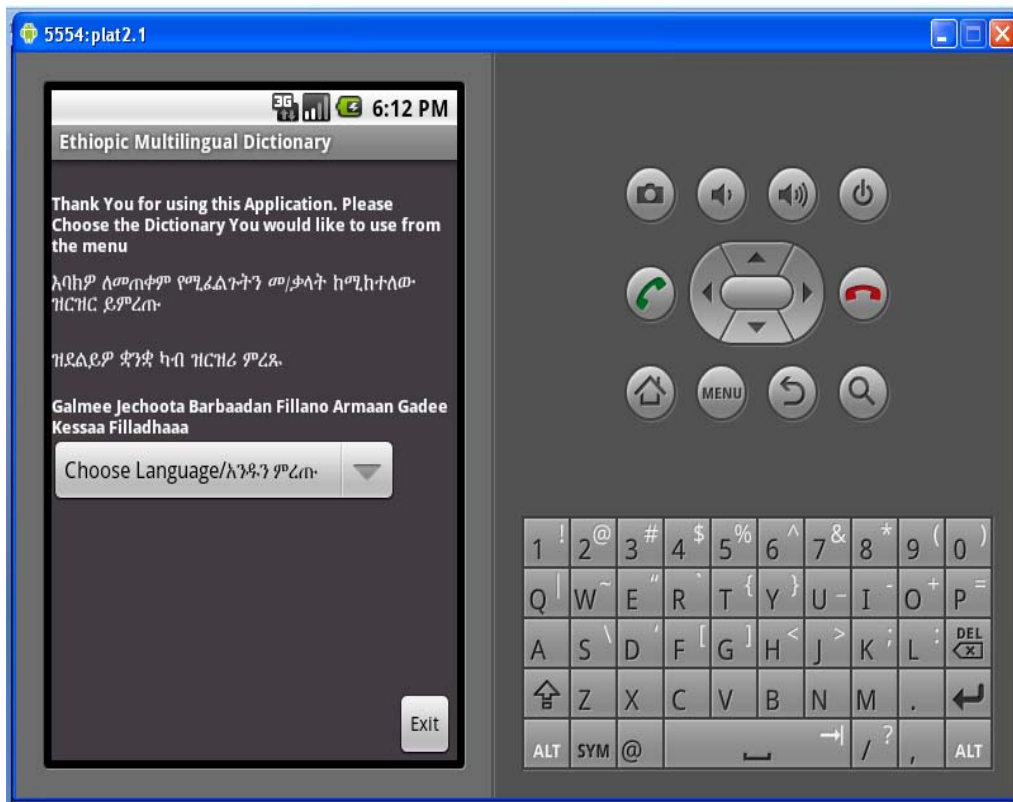 5554:plat2.1
3G 6:12 PM
Ethiopic Multilingual Dictionary
Thank You for using this Application. Please
Choose the Dictionary You would like to use from
the menu
እባክዎ ለመጠቀም የሚፈልጉትን መ/ቃላት ከሚከተለው
ዝርዝር ይምረጡ
ዝደልይዎ ቋንቋ ካብ ዝርዝሪ ምረጹ
Galmee Jechoota Barbaadan Fillano Armaan Gadee
Kessaa Filladhaaa
Choose Language/አንዱን ምረጡ
Exit
MENU
1 ! 2 @ 3 # 4 $ 5 % 6 ^ 7 & 8 * 9 ( 0 )
Q | W ~ E " R ` T { Y } U _ I - O + P =
A S \ D ' F [ G ] H < J > K ; L : DEL
Z X C V B N M .
ALT SYM @ / ? , ALT